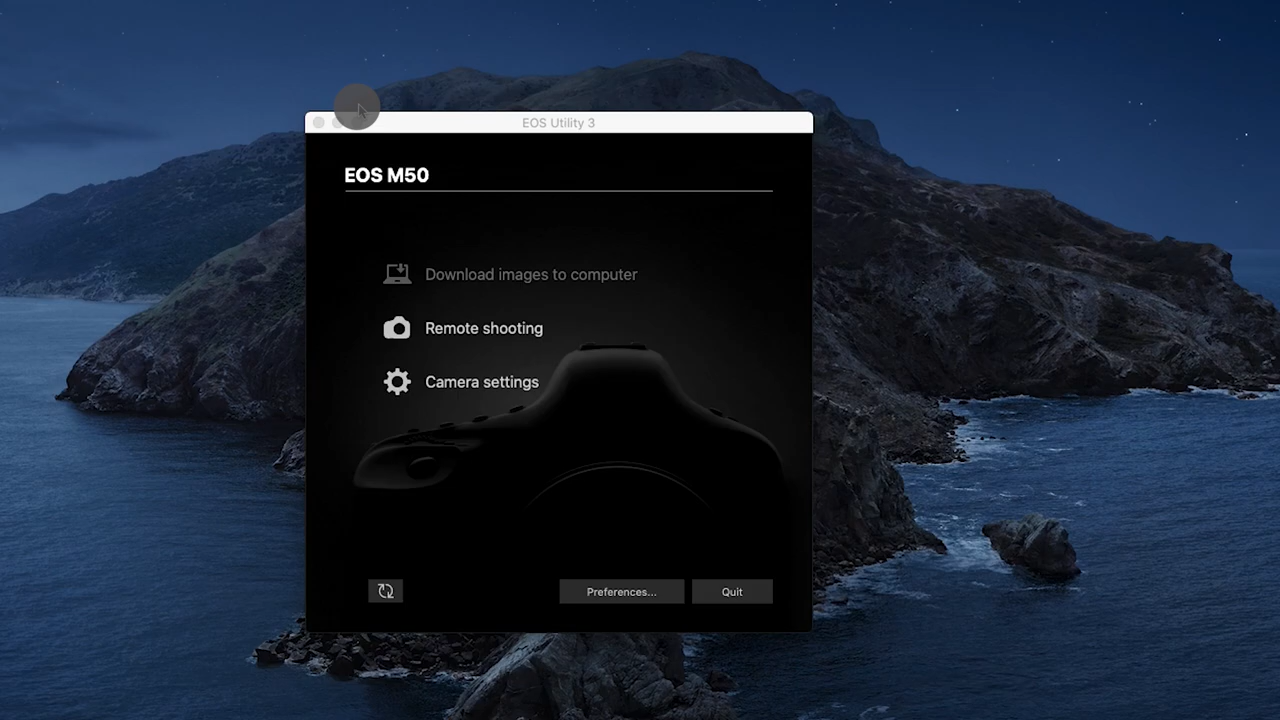 EOS Utility 3
EOS M50
Download images to computer
Remote shooting
Camera settings
Preferences...
Quit